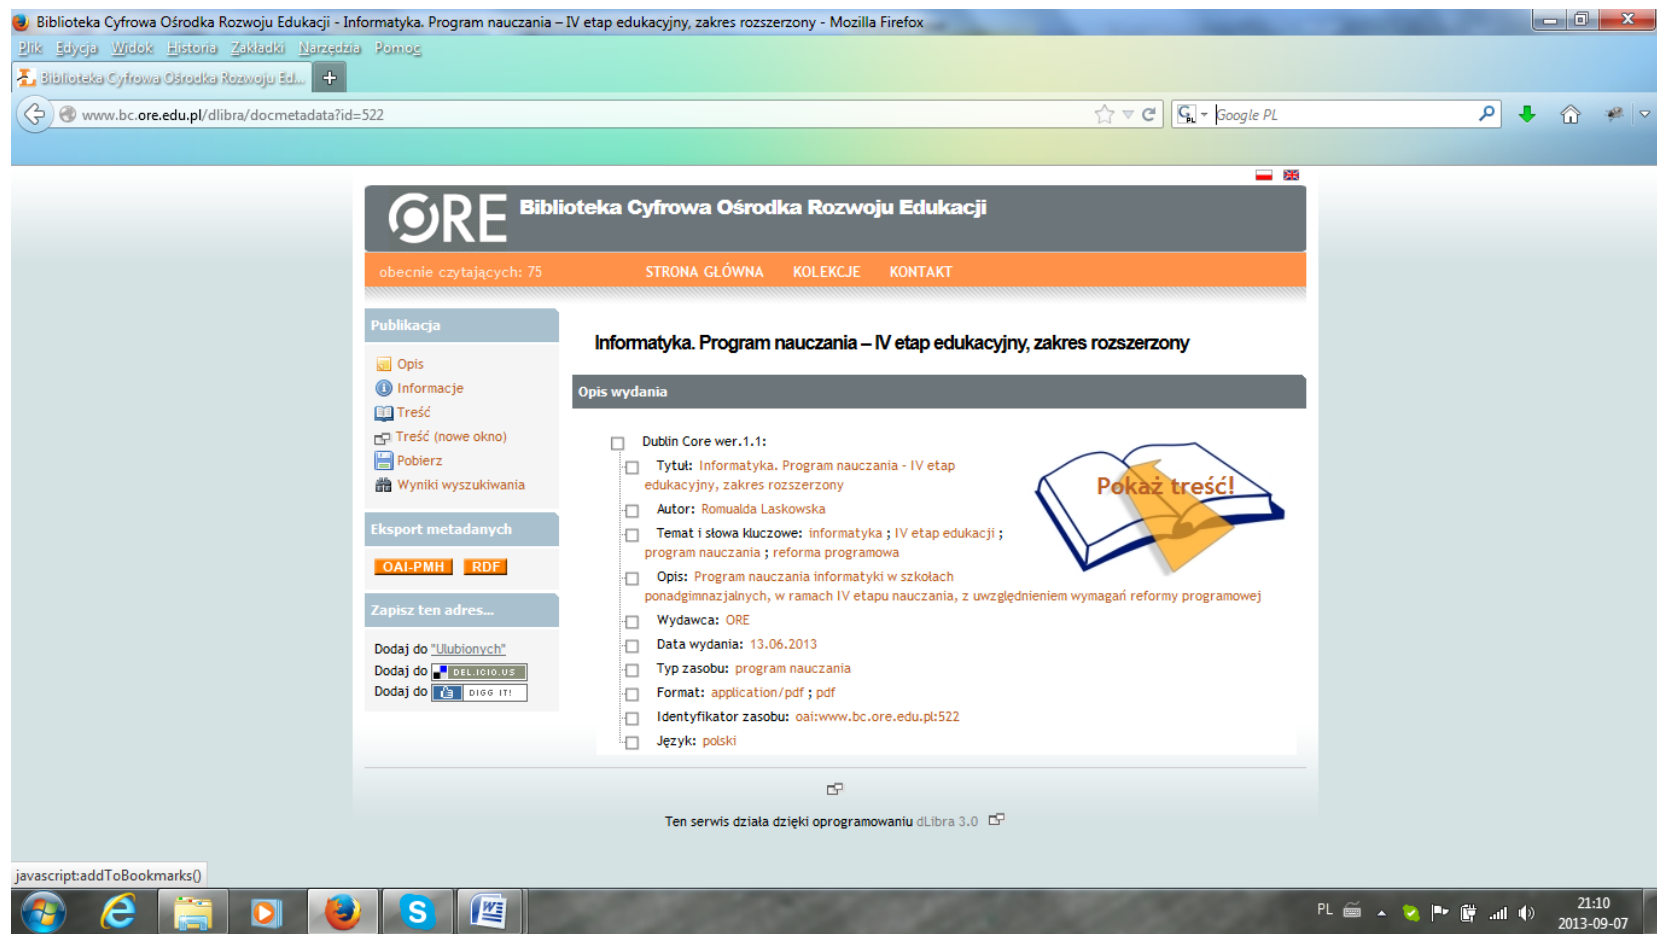 Biblioteka Cyfrowa Ośrodka Rozwoju Edukacji - Informatyka. Program nauczania – IV etap edukacyjny, zakres rozszerzony - Mozilla Firefox
Plik Edycja Widok Historia Zakładki Narzędzia Pomoc
Biblioteka Cyfrowa Ośrodka Rozwoju Ed...
www.bc.ore.edu.pl/dlibra/docmetadata?id=522
Google PL
ORE Biblioteka Cyfrowa Ośrodka Rozwoju Edukacji
obecnie czytających: 75 STRONA GŁÓWNA KOLEKCJE KONTAKT
Publikacja
Opis
Informacje
Treść
Treść (nowe okno)
Pobierz
Wyniki wyszukiwania
Eksport metadanych
OAI-PMH RDF
Zapisz ten adres...
Dodaj do "Ulubionych"
Dodaj do DEL.ICIO.US
Dodaj do DIGG IT!
Informatyka. Program nauczania – IV etap edukacyjny, zakres rozszerzony
Opis wydania
Dublin Core wer.1.1:
Tytuł: Informatyka. Program nauczania - IV etap
edukacyjny, zakres rozszerzony
Autor: Romualda Laskowska
Temat i słowa kluczowe: informatyka ; IV etap edukacji ;
program nauczania ; reforma programowa
Opis: Program nauczania informatyki w szkołach
ponadgimnazjalnych, w ramach IV etapu nauczania, z uwzględnieniem wymagań reformy programowej
Wydawca: ORE
Data wydania: 13.06.2013
Typ zasobu: program nauczania
Format: application/pdf ; pdf
Identyfikator zasobu: oai:www.bc.ore.edu.pl:522
Język: polski
Pokaż treść!
Ten serwis działa dzięki oprogramowaniu dLibra 3.0
javascript:addToBookmarks()
PL
21:10
2013-09-07